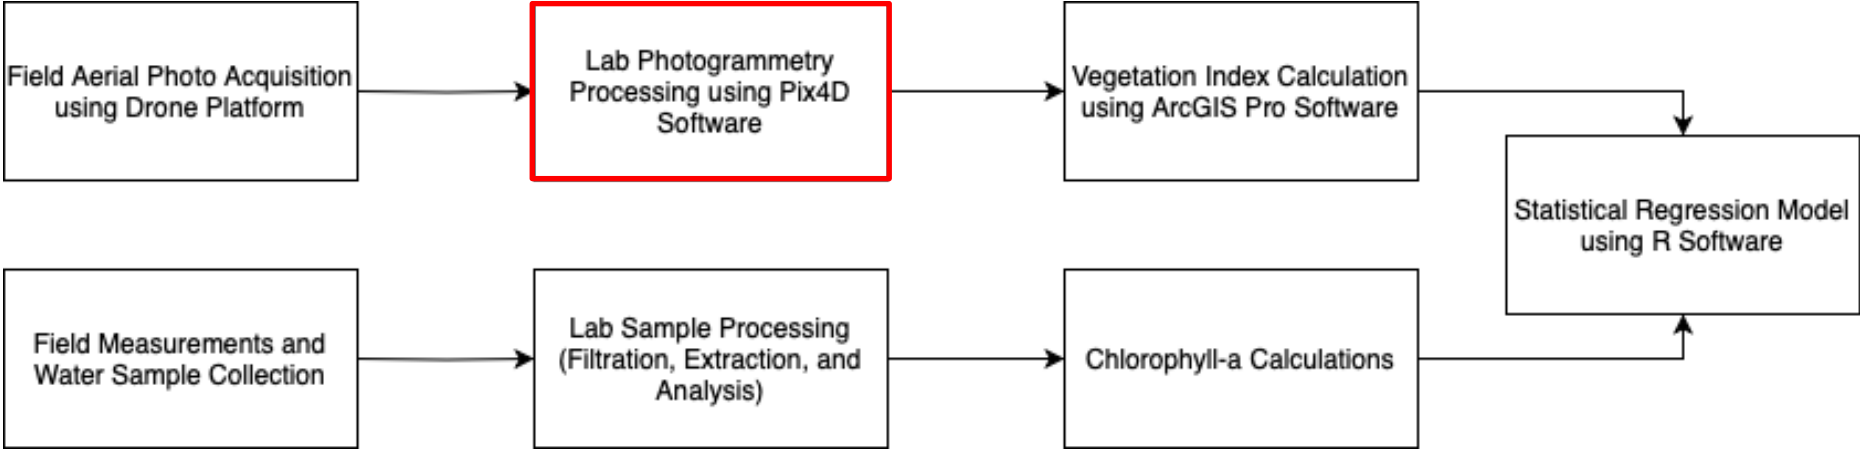 Field Aerial Photo Acquisition
using Drone Platform
Lab Photogrammetry
Processing using Pix4D
Software
Vegetation Index Calculation
using ArcGIS Pro Software
Statistical Regression Model
using R Software
Field Measurements and
Water Sample Collection
Lab Sample Processing
(Filtration, Extraction, and
Analysis)
Chlorophyll-a Calculations